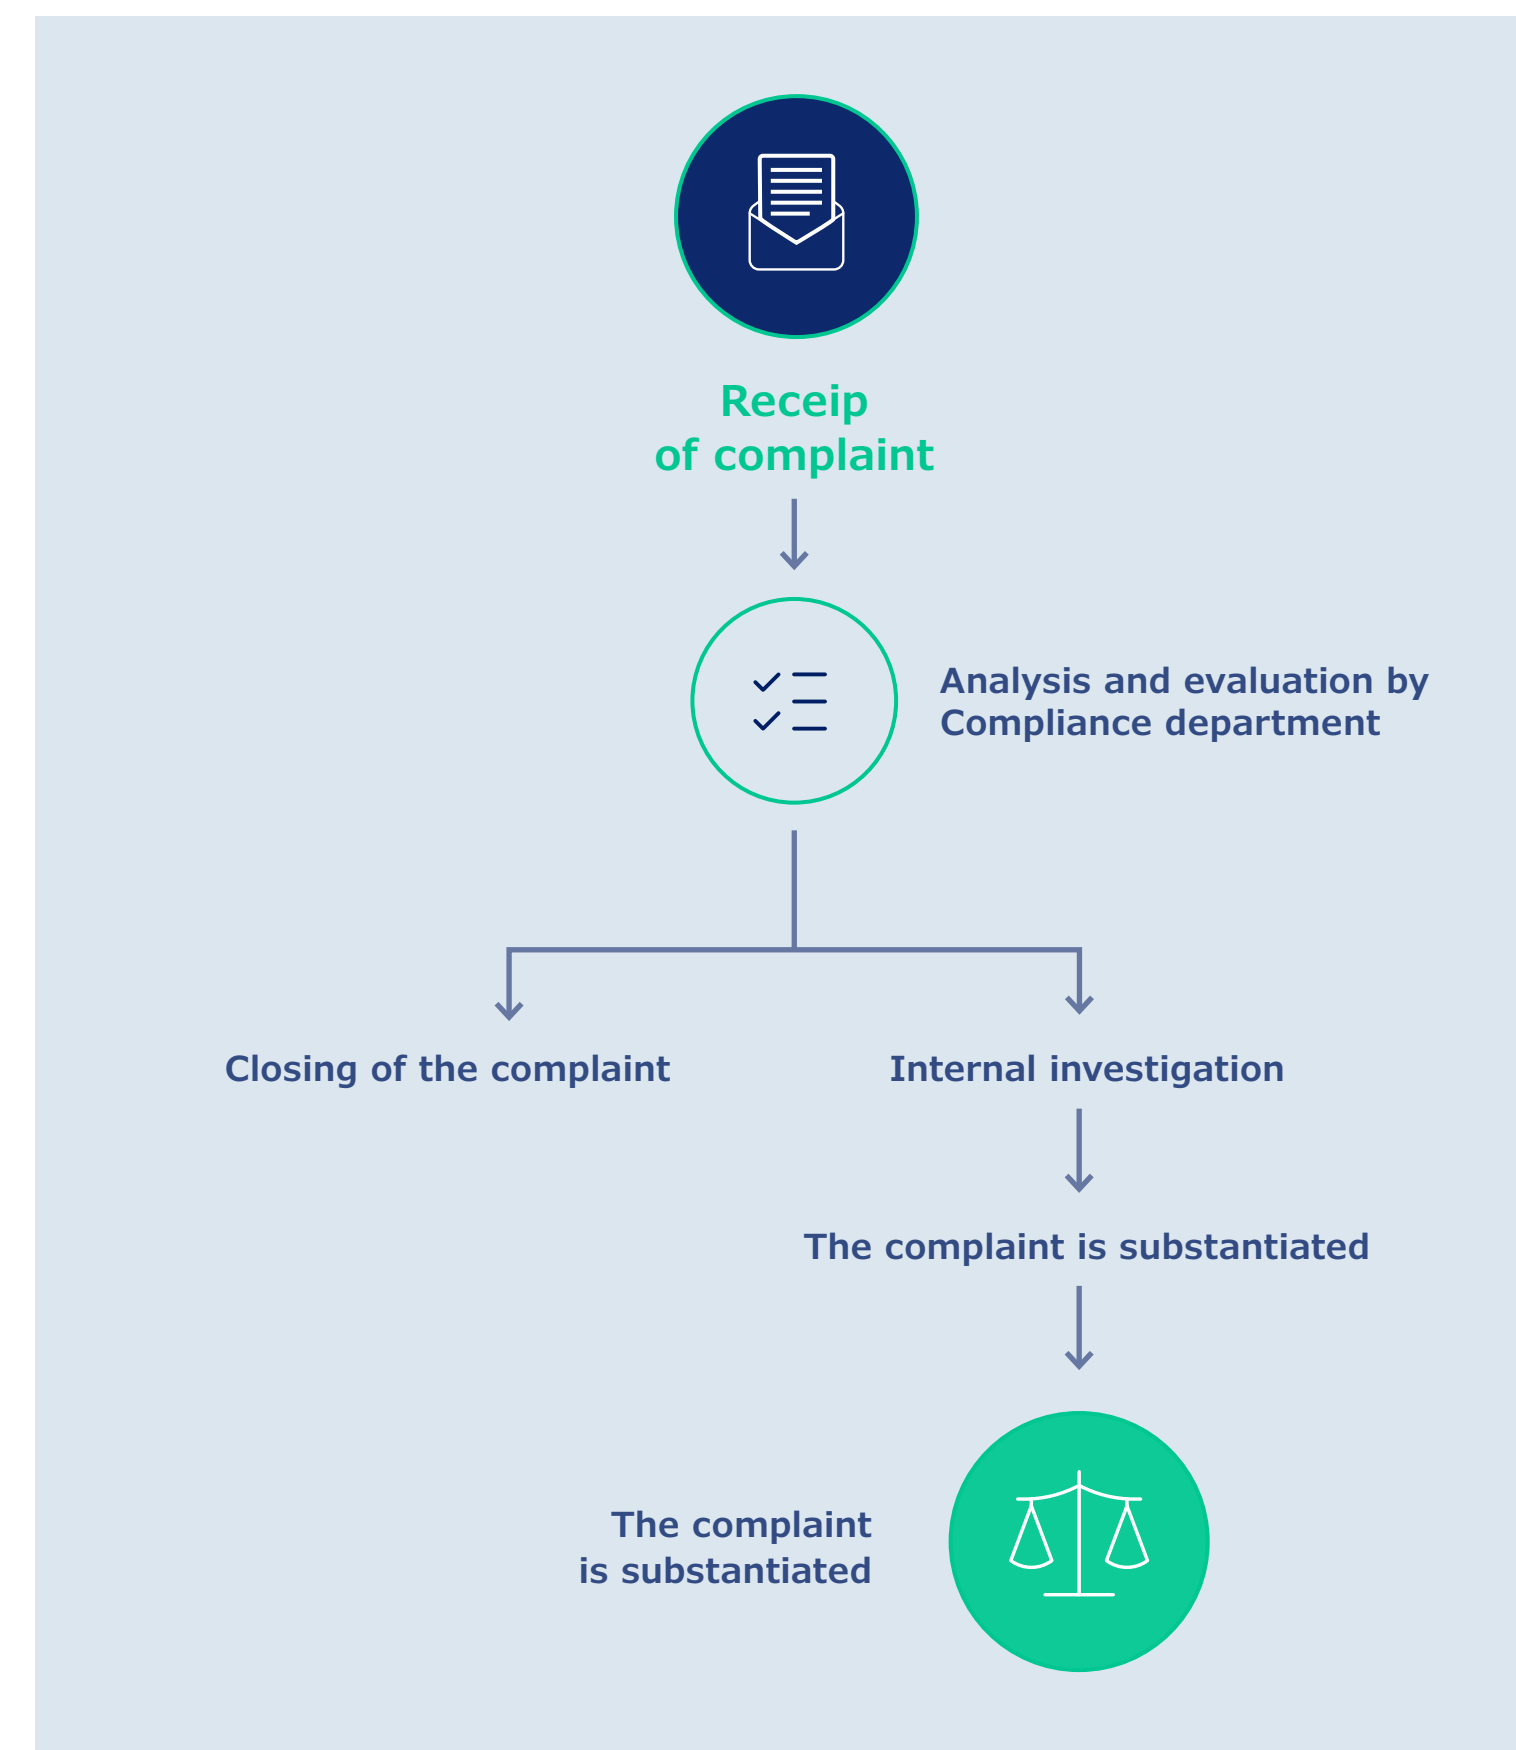 Receip
of complaint
Analysis and evaluation by
Compliance department
Closing of the complaint
Internal investigation
The complaint is substantiated
The complaint
is substantiated